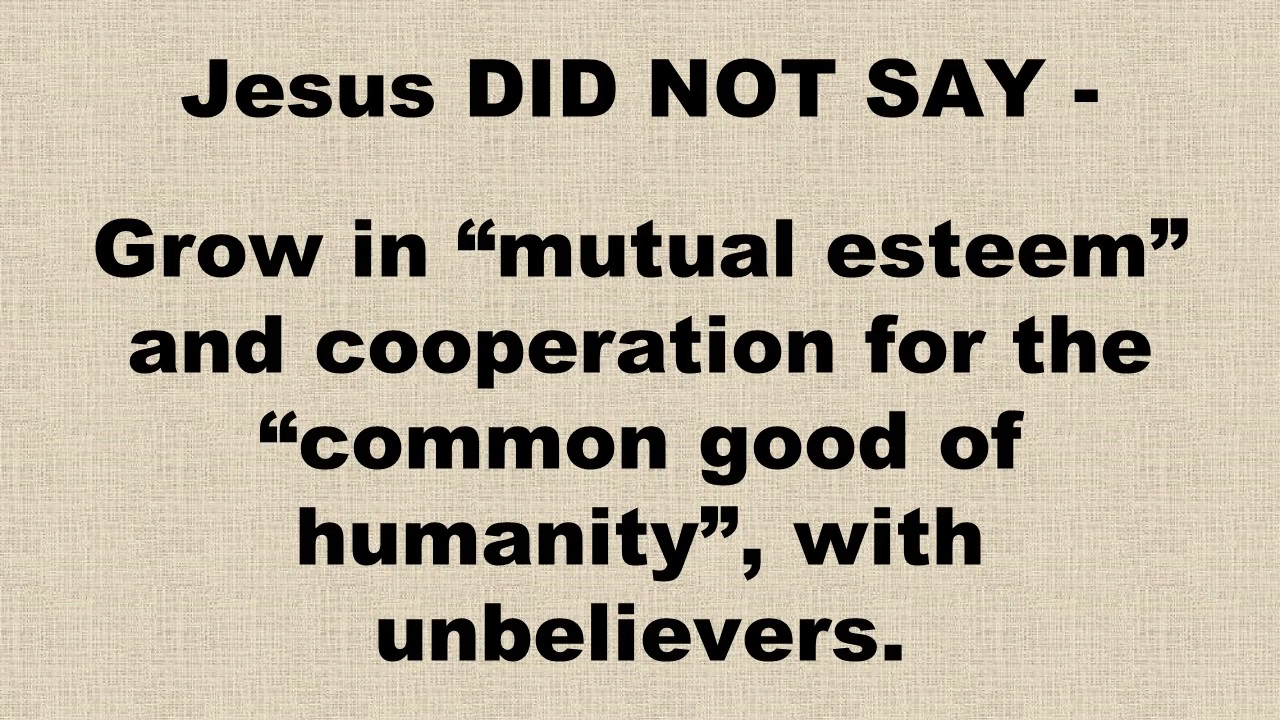 Jesus DID NOT SAY -
Grow in “mutual esteem”
and cooperation for the
“common good of
humanity”, with
unbelievers.